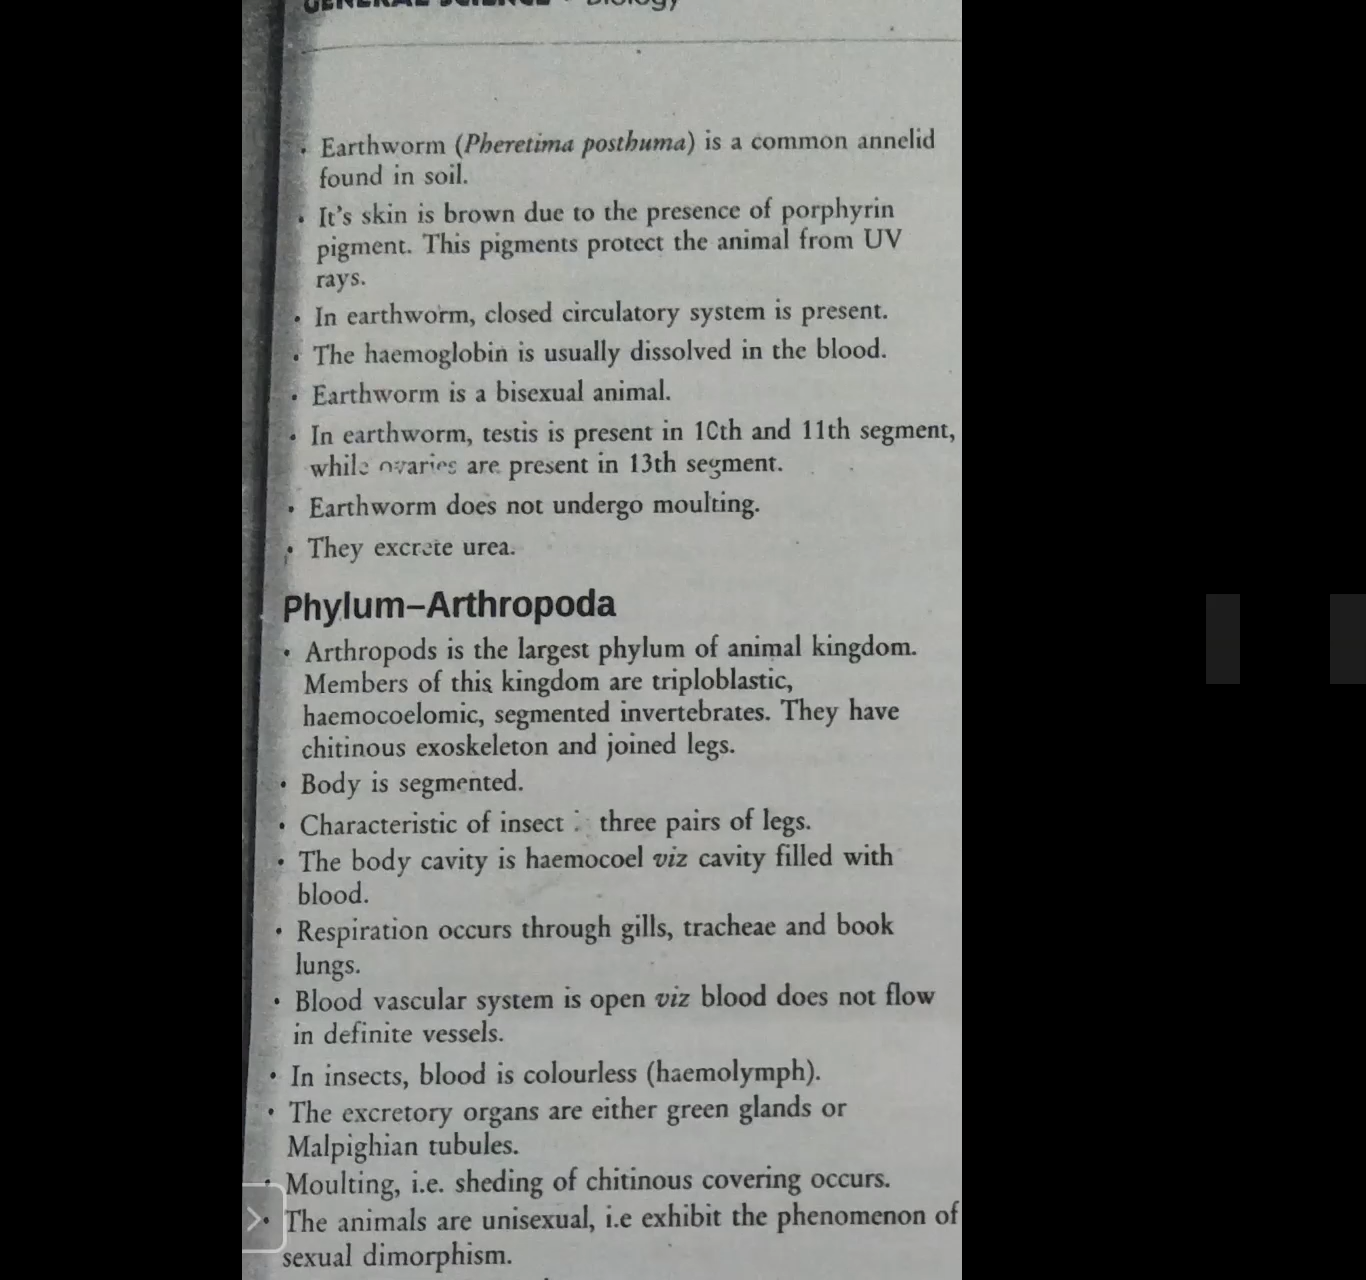 GENERAL SCIENCE • Biology
• Earthworm (Pheretima posthuma) is a common annelid
found in soil.
• It's skin is brown due to the presence of porphyrin
pigment. This pigments protect the animal from UV
rays.
• In earthworm, closed circulatory system is present.
• The haemoglobin is usually dissolved in the blood.
• Earthworm is a bisexual animal.
• In earthworm, testis is present in 10th and 11th segment,
while ovaries are present in 13th segment.
• Earthworm does not undergo moulting.
• They excrete urea.
Phylum–Arthropoda
• Arthropods is the largest phylum of animal kingdom.
Members of this kingdom are triploblastic,
haemocoelomic, segmented invertebrates. They have
chitinous exoskeleton and joined legs.
• Body is segmented.
• Characteristic of insect three pairs of legs.
• The body cavity is haemocoel viz cavity filled with
blood.
• Respiration occurs through gills, tracheae and book
lungs.
• Blood vascular system is open viz blood does not flow
in definite vessels.
• In insects, blood is colourless (haemolymph).
• The excretory organs are either green glands or
Malpighian tubules.
• Moulting, i.e. sheding of chitinous covering occurs.
• The animals are unisexual, i.e exhibit the phenomenon of
sexual dimorphism.